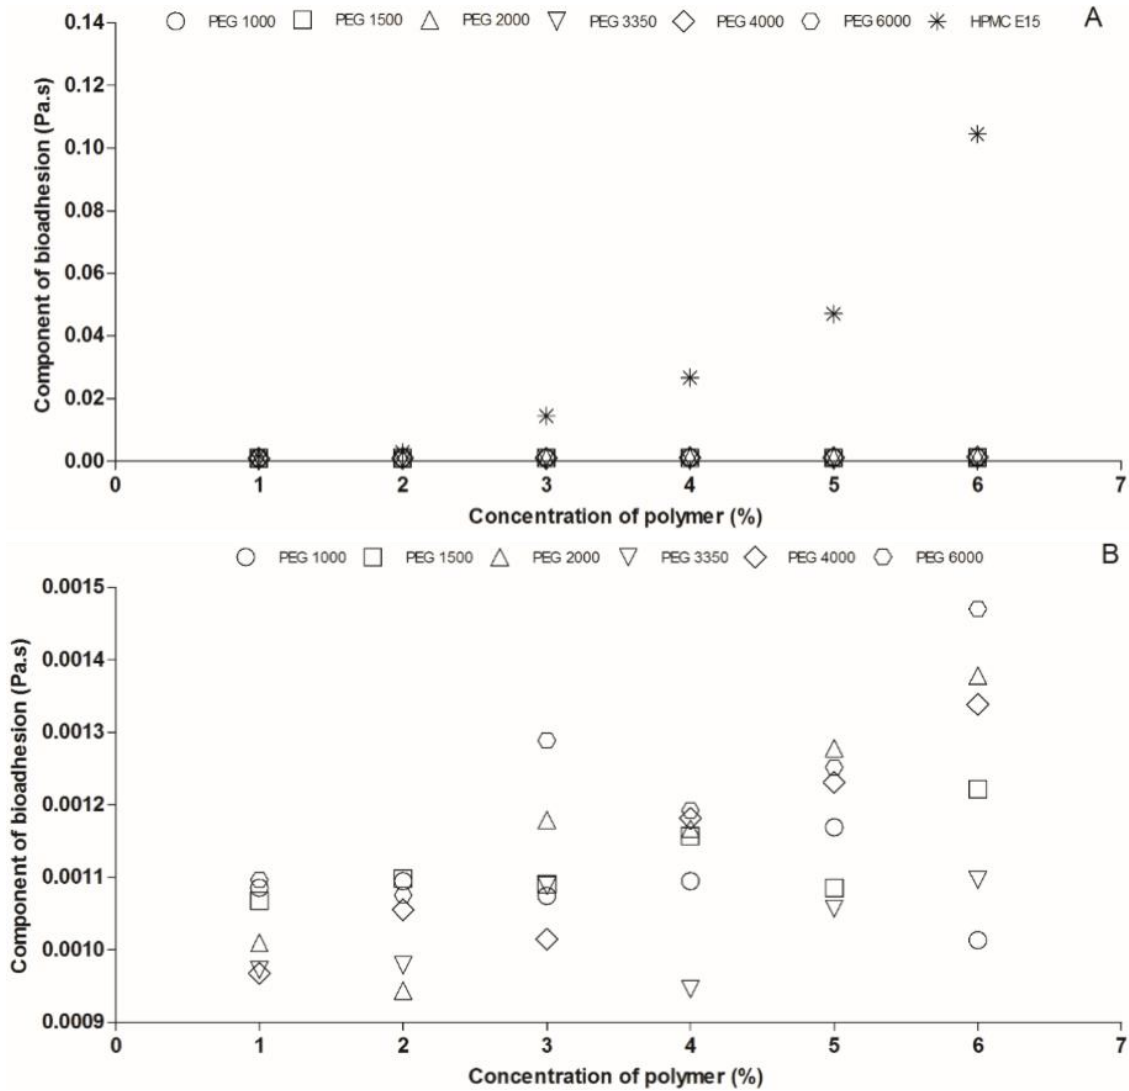 PEG 1000 PEG 1500 PEG 2000 PEG 3350 PEG 4000 PEG 6000 HPMC E15 A
0.14
0.12
0.10
0.08
0.06
0.04
0.02
0.00
Component of bioadhesion (Pa.s)
0 1 2 3 4 5 6 7
Concentration of polymer (%)
PEG 1000 PEG 1500 PEG 2000 PEG 3350 PEG 4000 PEG 6000 B
0.0015
0.0014
0.0013
0.0012
0.0011
0.0010
0.0009
Component of bioadhesion (Pa.s)
0 1 2 3 4 5 6 7
Concentration of polymer (%)